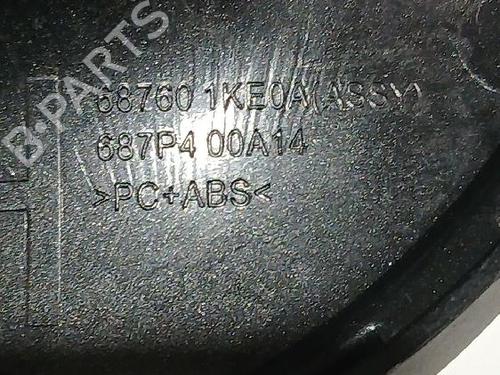 B-PARTS
68760 1KE0A(ASSY)
687P4 00A14
>PC+ABS<